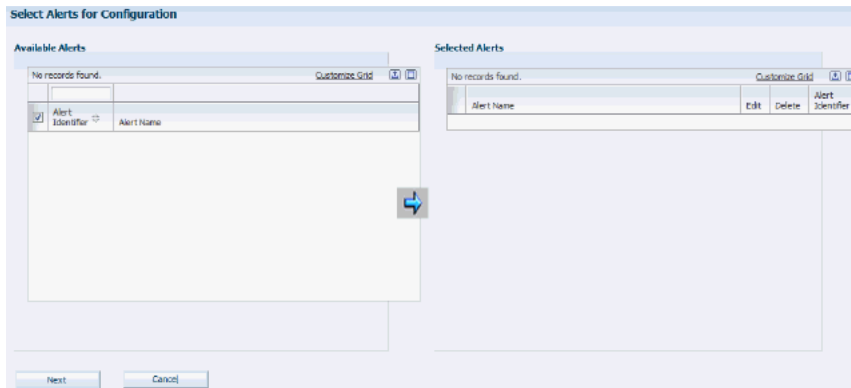 Select Alerts for Configuration
Available Alerts
No records found. Customize Grid
Alert
Identifier
Alert Name
Selected Alerts
No records found. Customize Grid
Alert Name Edit Delete Alert
Identifier
Next Cancel